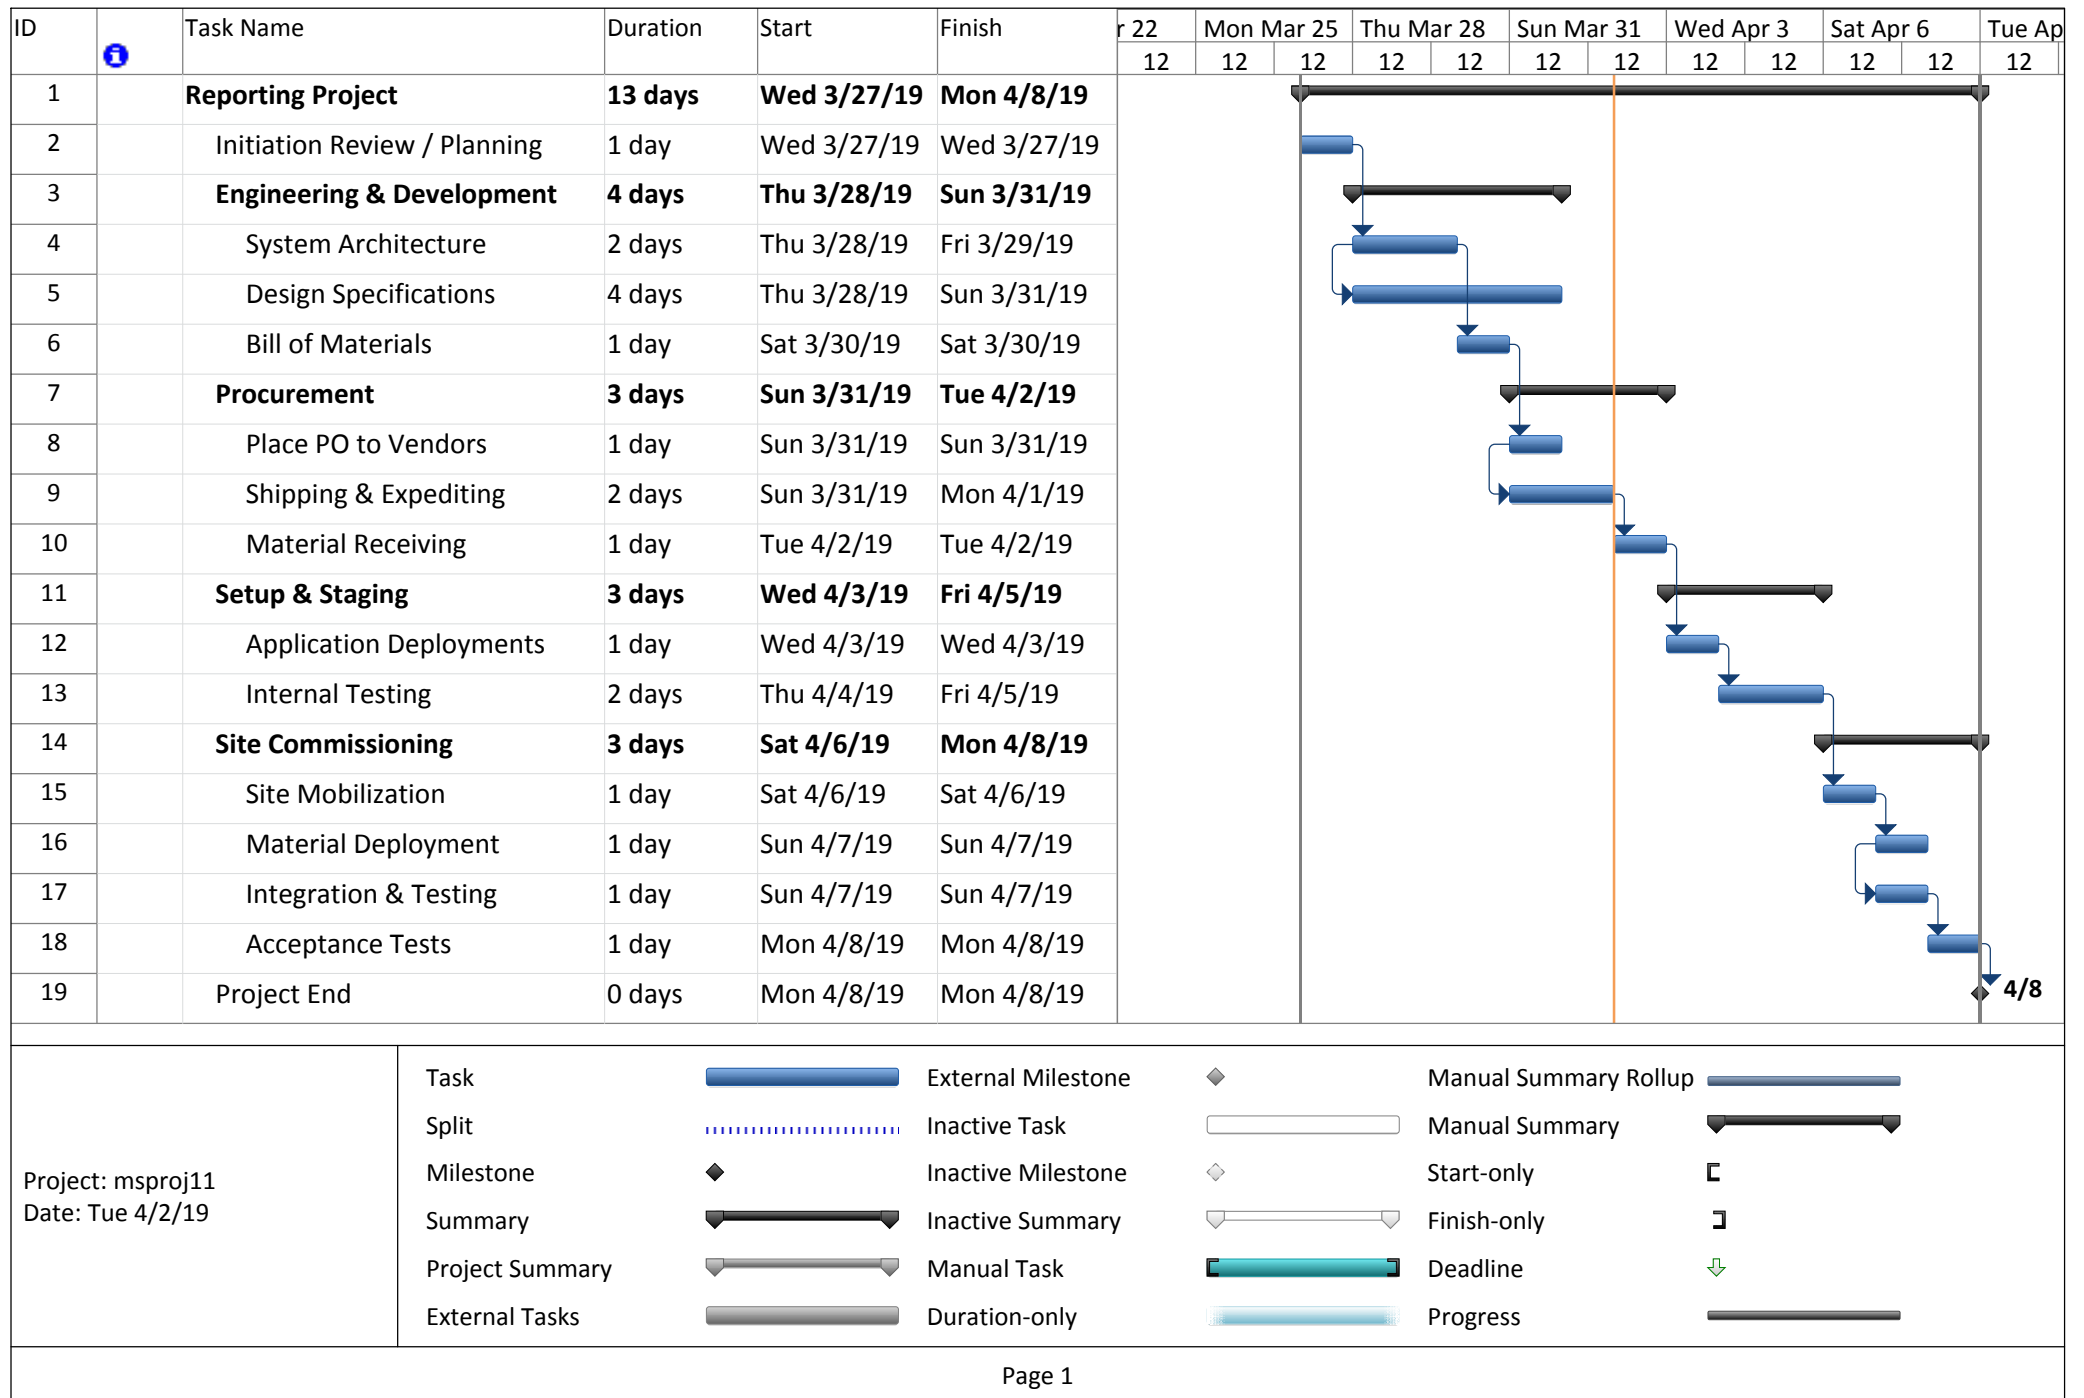 ID Task Name Duration Start Finish r 22 Mon Mar 25 Thu Mar 28 Sun Mar 31 Wed Apr 3 Sat Apr 6 Tue Ap
i 12 12 12 12 12 12 12 12 12 12 12 12
1 Reporting Project 13 days Wed 3/27/19 Mon 4/8/19
2 Initiation Review / Planning 1 day Wed 3/27/19 Wed 3/27/19
3 Engineering & Development 4 days Thu 3/28/19 Sun 3/31/19
4 System Architecture 2 days Thu 3/28/19 Fri 3/29/19
5 Design Specifications 4 days Thu 3/28/19 Sun 3/31/19
6 Bill of Materials 1 day Sat 3/30/19 Sat 3/30/19
7 Procurement 3 days Sun 3/31/19 Tue 4/2/19
8 Place PO to Vendors 1 day Sun 3/31/19 Sun 3/31/19
9 Shipping & Expediting 2 days Sun 3/31/19 Mon 4/1/19
10 Material Receiving 1 day Tue 4/2/19 Tue 4/2/19
11 Setup & Staging 3 days Wed 4/3/19 Fri 4/5/19
12 Application Deployments 1 day Wed 4/3/19 Wed 4/3/19
13 Internal Testing 2 days Thu 4/4/19 Fri 4/5/19
14 Site Commissioning 3 days Sat 4/6/19 Mon 4/8/19
15 Site Mobilization 1 day Sat 4/6/19 Sat 4/6/19
16 Material Deployment 1 day Sun 4/7/19 Sun 4/7/19
17 Integration & Testing 1 day Sun 4/7/19 Sun 4/7/19
18 Acceptance Tests 1 day Mon 4/8/19 Mon 4/8/19
19 Project End 0 days Mon 4/8/19 Mon 4/8/19 4/8
Project: msproj11
Date: Tue 4/2/19
Task External Milestone Manual Summary Rollup
Split Inactive Task Manual Summary
Milestone Inactive Milestone Start-only
Summary Inactive Summary Finish-only
Project Summary Manual Task Deadline
External Tasks Duration-only Progress
Page 1